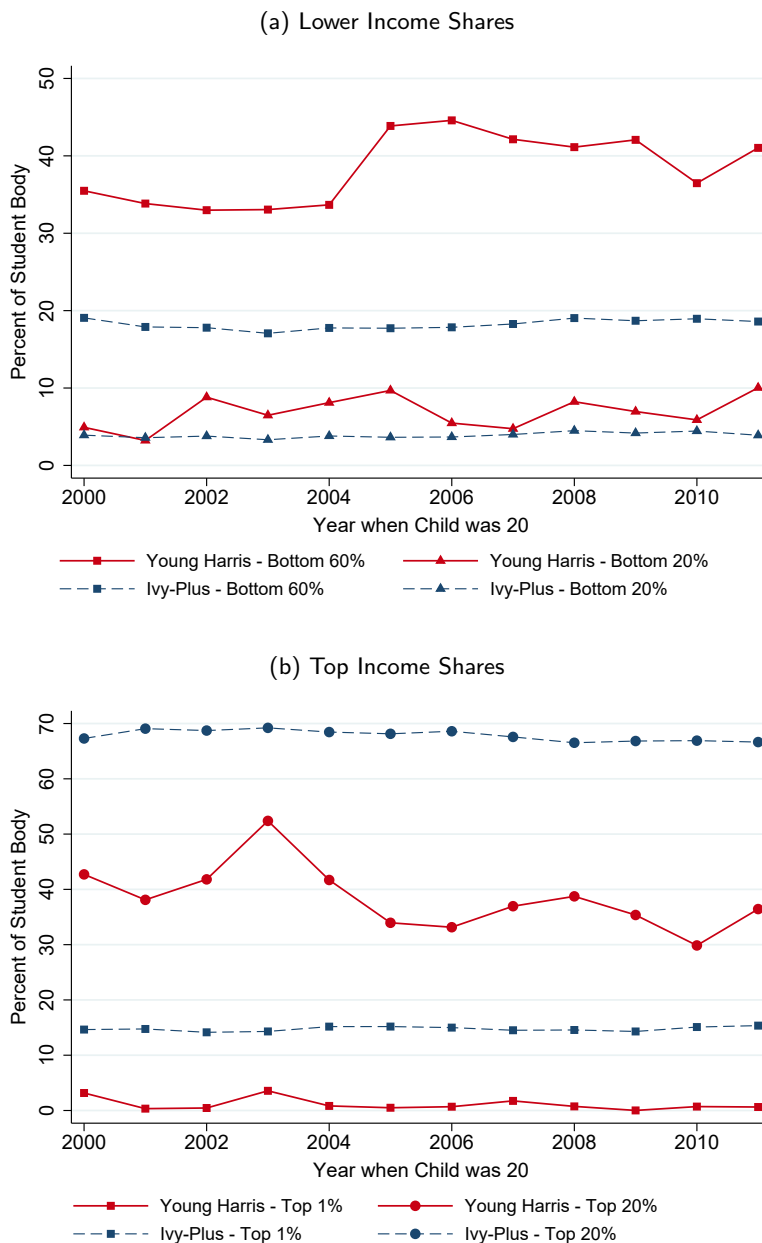 (a) Lower Income Shares
50
40
30
20
10
0
Percent of Student Body
2000 2002 2004 2006 2008 2010
Year when Child was 20
Young Harris - Bottom 60% Young Harris - Bottom 20%
Ivy-Plus - Bottom 60% Ivy-Plus - Bottom 20%
(b) Top Income Shares
70
60
50
40
30
20
10
0
Percent of Student Body
2000 2002 2004 2006 2008 2010
Year when Child was 20
Young Harris - Top 1% Young Harris - Top 20%
Ivy-Plus - Top 1% Ivy-Plus - Top 20%